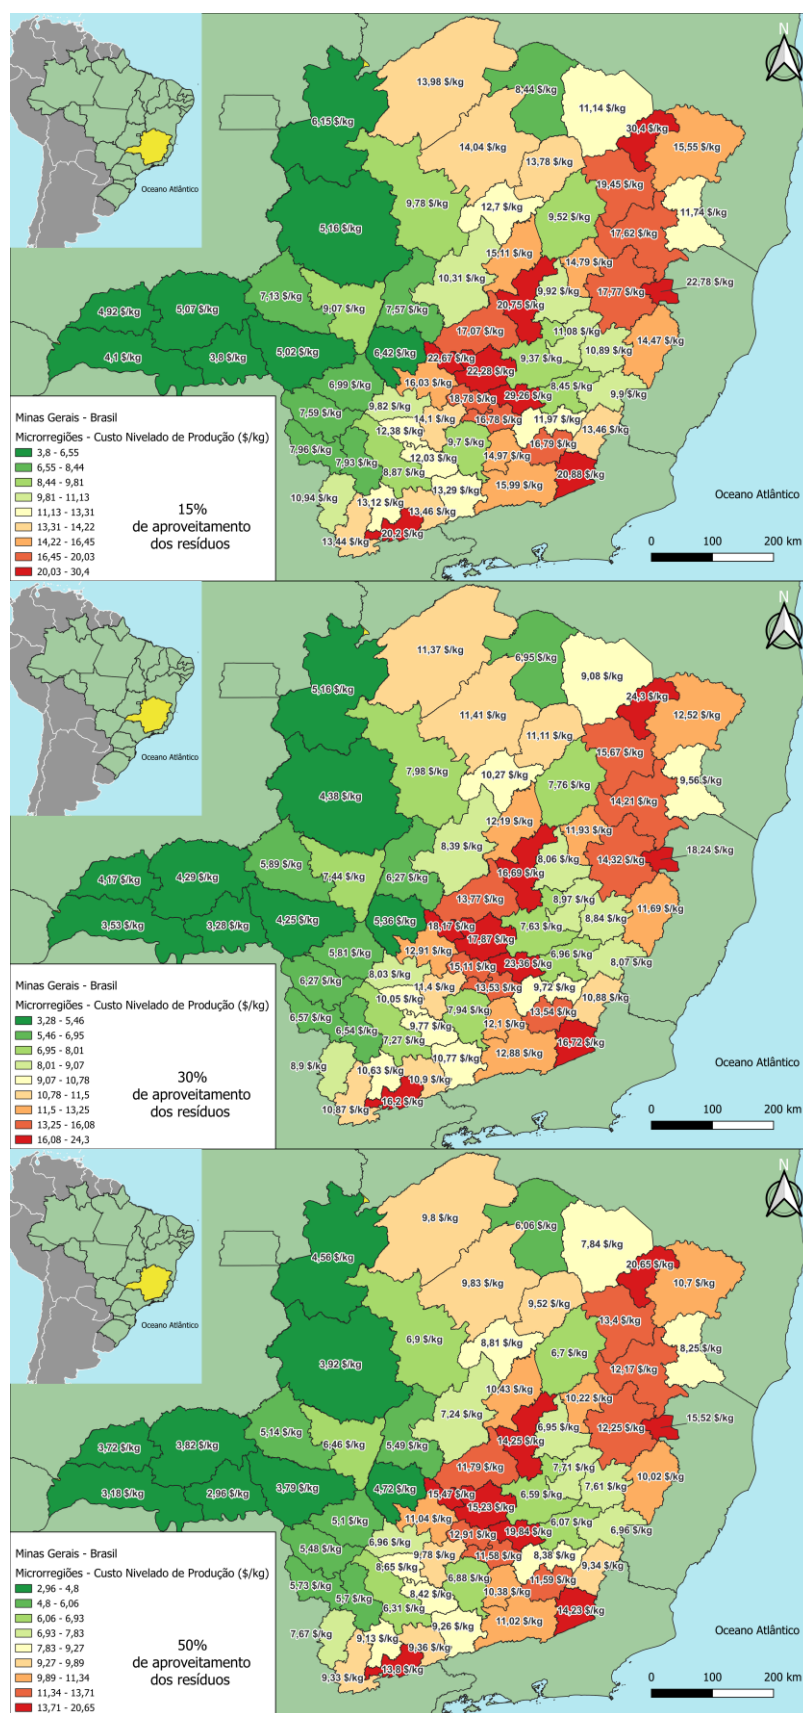 N
13,98 $/kg
8,44 $/kg
11,14 $/kg
6,15 $/kg
30,4 $/kg
15,55 $/kg
14,04 $/kg
13,78 $/kg
19,45 $/kg
9,78 $/kg
12,7 $/kg
9,52 $/kg
11,74 $/kg
Oceano Atlântico
5,16 $/kg
17,62 $/kg
15,11 $/kg
14,79 $/kg
10,31 $/kg
22,78 $/kg
7,13 $/kg
9,92 $/kg
17,77 $/kg
4,92 $/kg
5,07 $/kg
9,07 $/kg
7,57 $/kg
20,75 $/kg
17,07 $/kg
11,08 $/kg
14,47 $/kg
4,1 $/kg
3,8 $/kg
5,02 $/kg
6,42 $/kg
22,67 $/kg
9,37 $/kg
10,89 $/kg
22,28 $/kg
6,99 $/kg
16,03 $/kg
8,45 $/kg
9,9 $/kg
18,78 $/kg
29,26 $/kg
7,59 $/kg
9,82 $/kg
14,1 $/kg
16,78 $/kg
11,97 $/kg
13,46 $/kg
12,38 $/kg
9,7 $/kg
16,79 $/kg
7,96 $/kg
7,93 $/kg
12,03 $/kg
14,97 $/kg
8,87 $/kg
20,88 $/kg
15,99 $/kg
10,94 $/kg
13,12 $/kg
13,29 $/kg
13,46 $/kg
20,2 $/kg
13,44 $/kg
Oceano Atlântico
Minas Gerais - Brasil
Microrregiões - Custo Nivelado de Produção ($/kg)
3,8 - 6,55
6,55 - 8,44
8,44 - 9,81
9,81 - 11,13
11,13 - 13,31
13,31 - 14,22
14,22 - 16,45
16,45 - 20,03
20,03 - 30,4
15%
de aproveitamento
dos resíduos
0 100 200 km
N
11,37 $/kg
6,95 $/kg
9,08 $/kg
5,16 $/kg
24,3 $/kg
12,52 $/kg
11,41 $/kg
11,11 $/kg
15,67 $/kg
7,98 $/kg
10,27 $/kg
7,76 $/kg
9,56 $/kg
Oceano Atlântico
4,38 $/kg
14,21 $/kg
12,19 $/kg
11,93 $/kg
8,39 $/kg
18,24 $/kg
5,89 $/kg
8,06 $/kg
14,32 $/kg
4,17 $/kg
4,29 $/kg
7,44 $/kg
6,27 $/kg
16,69 $/kg
13,77 $/kg
8,97 $/kg
11,69 $/kg
3,53 $/kg
3,28 $/kg
4,25 $/kg
5,36 $/kg
18,17 $/kg
7,63 $/kg
8,84 $/kg
17,87 $/kg
5,81 $/kg
12,91 $/kg
6,96 $/kg
8,07 $/kg
15,11 $/kg
23,36 $/kg
6,27 $/kg
8,03 $/kg
11,4 $/kg
13,53 $/kg
9,72 $/kg
10,88 $/kg
10,05 $/kg
7,94 $/kg
13,54 $/kg
6,57 $/kg
6,54 $/kg
9,77 $/kg
12,1 $/kg
7,27 $/kg
16,72 $/kg
12,88 $/kg
8,9 $/kg
10,63 $/kg
10,77 $/kg
10,9 $/kg
16,2 $/kg
10,87 $/kg
Oceano Atlântico
Minas Gerais - Brasil
Microrregiões - Custo Nivelado de Produção ($/kg)
3,28 - 5,46
5,46 - 6,95
6,95 - 8,01
8,01 - 9,07
9,07 - 10,78
10,78 - 11,5
11,5 - 13,25
13,25 - 16,08
16,08 - 24,3
30%
de aproveitamento
dos resíduos
0 100 200 km
N
9,8 $/kg
6,06 $/kg
7,84 $/kg
4,56 $/kg
20,65 $/kg
10,7 $/kg
9,83 $/kg
9,52 $/kg
13,4 $/kg
6,9 $/kg
8,81 $/kg
6,7 $/kg
8,25 $/kg
Oceano Atlântico
3,92 $/kg
12,17 $/kg
10,43 $/kg
10,22 $/kg
7,24 $/kg
15,52 $/kg
5,14 $/kg
6,95 $/kg
12,25 $/kg
3,72 $/kg
3,82 $/kg
6,46 $/kg
5,49 $/kg
14,25 $/kg
11,79 $/kg
7,71 $/kg
10,02 $/kg
3,18 $/kg
2,96 $/kg
3,79 $/kg
4,72 $/kg
15,47 $/kg
6,59 $/kg
7,61 $/kg
15,23 $/kg
5,1 $/kg
11,04 $/kg
6,07 $/kg
6,96 $/kg
12,91 $/kg
19,84 $/kg
5,48 $/kg
6,96 $/kg
9,78 $/kg
11,58 $/kg
8,38 $/kg
9,34 $/kg
8,65 $/kg
6,88 $/kg
11,59 $/kg
5,73 $/kg
5,7 $/kg
8,42 $/kg
10,38 $/kg
6,31 $/kg
14,23 $/kg
11,02 $/kg
7,67 $/kg
9,13 $/kg
9,26 $/kg
9,36 $/kg
13,8 $/kg
9,33 $/kg
Oceano Atlântico
Minas Gerais - Brasil
Microrregiões - Custo Nivelado de Produção ($/kg)
2,96 - 4,8
4,8 - 6,06
6,06 - 6,93
6,93 - 7,83
7,83 - 9,27
9,27 - 9,89
9,89 - 11,34
11,34 - 13,71
13,71 - 20,65
50%
de aproveitamento
dos resíduos
0 100 200 km